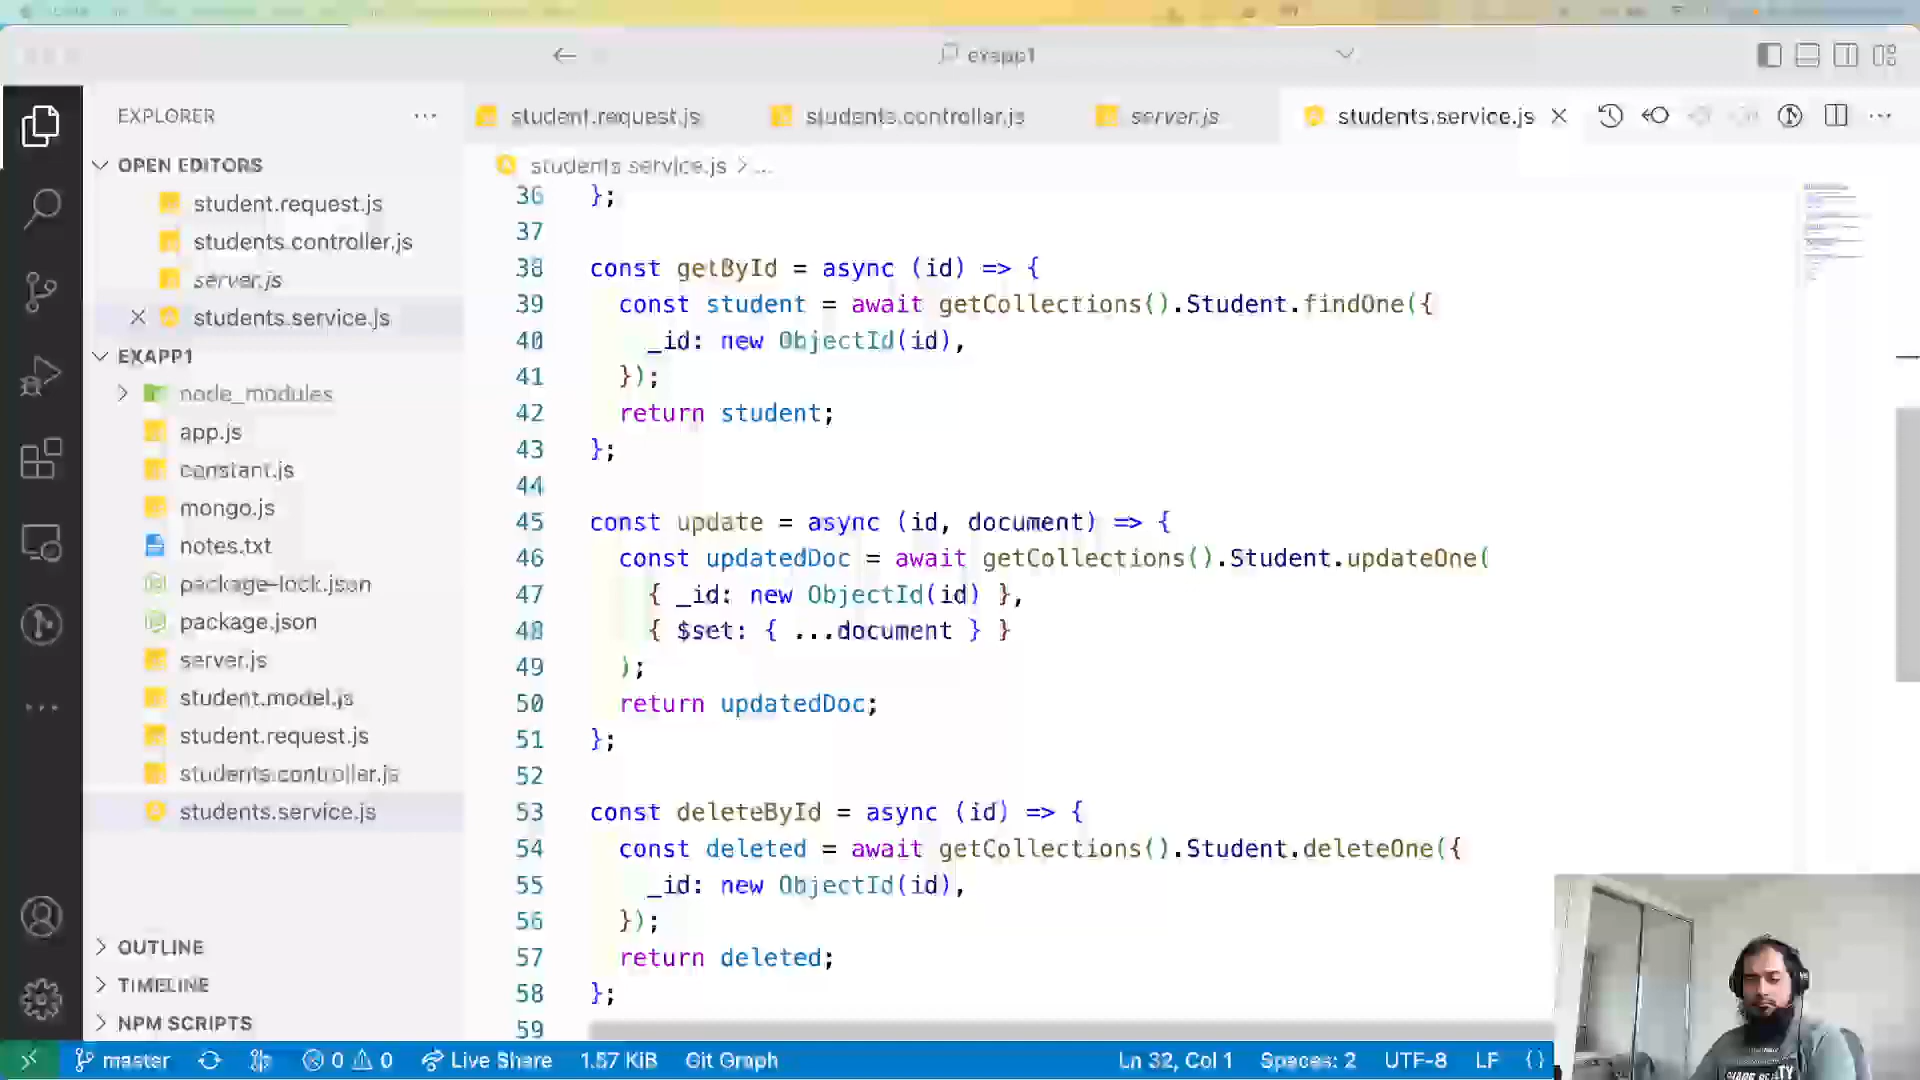 exapp1
EXPLORER
student.request.js
students.controller.js
server.js
students.service.js
OPEN EDITORS
student.request.js
students.controller.js
server.js
students.service.js
EXAPP1
node_modules
app.js
constant.js
mongo.js
notes.txt
package-lock.json
package.json
server.js
student.model.js
student.request.js
students.controller.js
students.service.js
OUTLINE
TIMELINE
NPM SCRIPTS
students.service.js > ...
36 };
37
38 const getById = async (id) => {
39 const student = await getCollections().Student.findOne({
40 _id: new ObjectId(id),
41 });
42 return student;
43 };
44
45 const update = async (id, document) => {
46 const updatedDoc = await getCollections().Student.updateOne(
47 { _id: new ObjectId(id) },
48 { $set: { ...document } }
49 );
50 return updatedDoc;
51 };
52
53 const deleteById = async (id) => {
54 const deleted = await getCollections().Student.deleteOne({
55 _id: new ObjectId(id),
56 });
57 return deleted;
58 };
59
master 0 0 Live Share 1.57 KiB Git Graph Ln 32, Col 1 Spaces: 2 UTF-8 LF {}